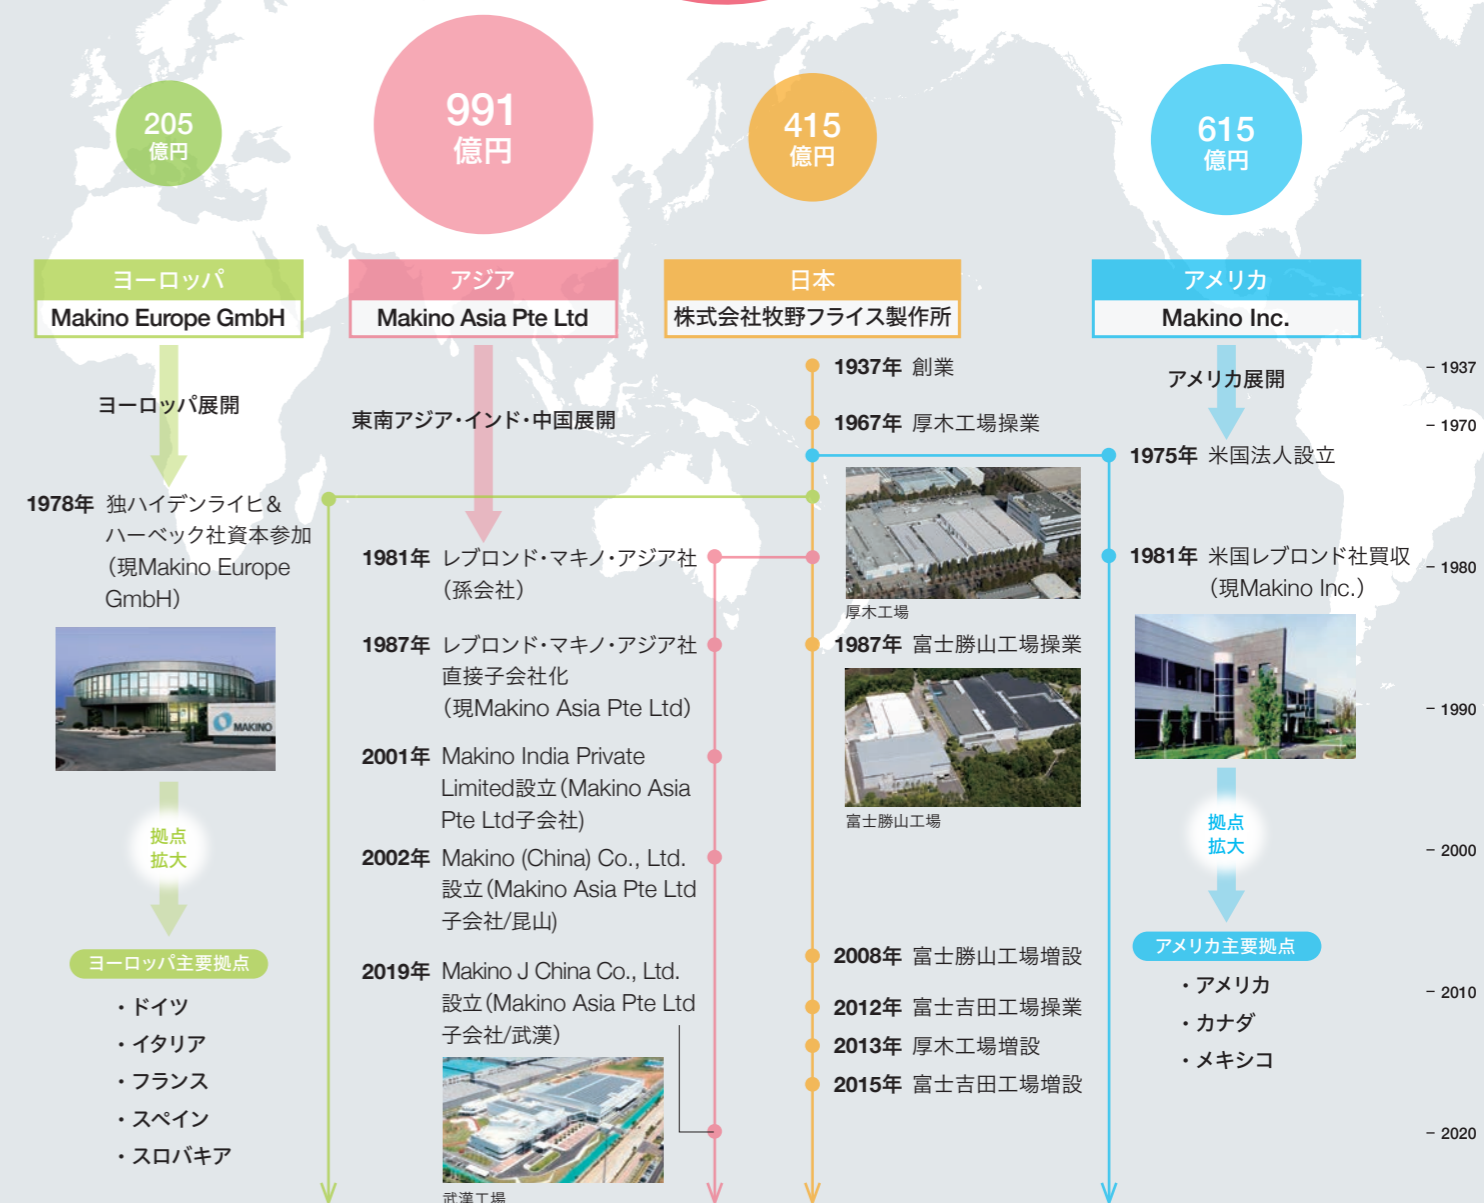 205
億円
991
億円
415
億円
615
億円
ヨーロッパ
Makino Europe GmbH
ヨーロッパ展開
1978年 独ハイデンライヒ&
ハーベック社資本参加
（現Makino Europe
GmbH）
MAKINO
拠点
拡大
ヨーロッパ主要拠点
・ドイツ
・イタリア
・フランス
・スペイン
・スロバキア
アジア
Makino Asia Pte Ltd
東南アジア・インド・中国展開
1981年 レブロンド・マキノ・アジア社
（孫会社）
1987年 レブロンド・マキノ・アジア社
直接子会社化
（現Makino Asia Pte Ltd）
2001年 Makino India Private
Limited設立（Makino Asia
Pte Ltd子会社)
2002年 Makino (China) Co., Ltd.
設立（Makino Asia Pte Ltd
子会社/昆山)
2019年 Makino J China Co., Ltd.
設立（Makino Asia Pte Ltd
子会社/武漢）
武漢工場
日本
株式会社牧野フライス製作所
1937年 創業
1967年 厚木工場操業
厚木工場
1987年 富士勝山工場操業
富士勝山工場
2008年 富士勝山工場増設
2012年 富士吉田工場操業
2013年 厚木工場増設
2015年 富士吉田工場増設
アメリカ
Makino Inc.
アメリカ展開
1975年 米国法人設立
1981年 米国レブロンド社買収
（現Makino Inc.）
拠点
拡大
アメリカ主要拠点
・アメリカ
・カナダ
・メキシコ
– 1937
– 1970
– 1980
– 1990
– 2000
– 2010
– 2020